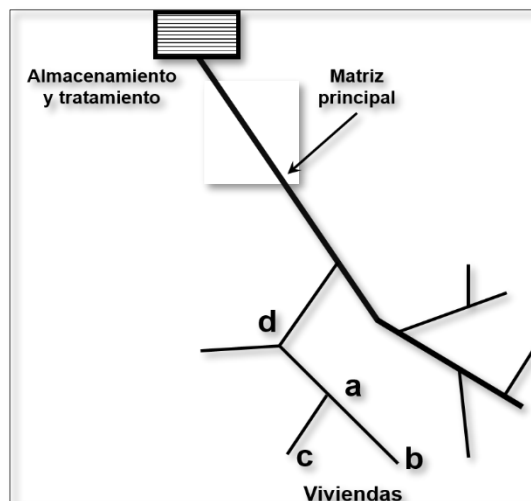 Almacenamiento
y tratamiento
Matriz
principal
d
a
c
b
Viviendas